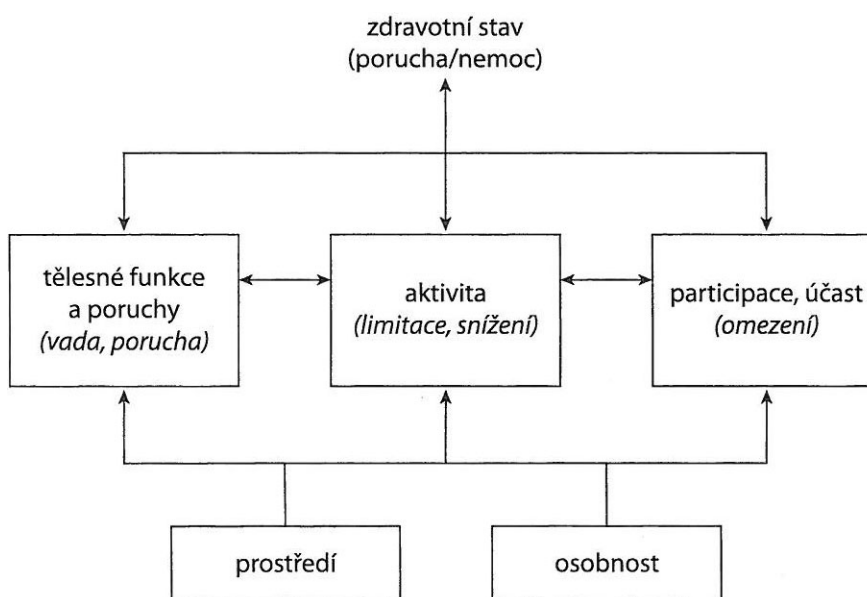 zdravotní stav
(porucha/nemoc)
tělesné funkce
a poruchy
(vada, porucha)
aktivita
(limitace, snížení)
participace, účast
(omezení)
prostředí
osobnost